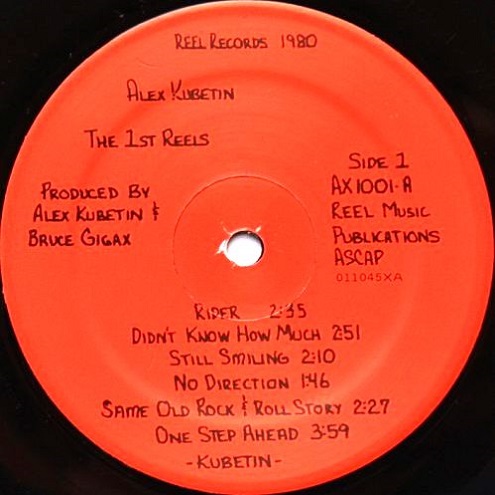 REEL RECORDS 1980
ALEX KUBETIN
THE 1ST REELS
SIDE 1
PRODUCED BY
ALEX KUBETIN &
BRUCE GIGAX
AX1001-A
REEL MUSIC
PUBLICATIONS
ASCAP
011045XA
RIDER 2:35
DIDN'T KNOW HOW MUCH 2:51
STILL SMILING 2:10
NO DIRECTION 1:46
SAME OLD ROCK & ROLL STORY 2:27
ONE STEP AHEAD 3:59
-KUBETIN-